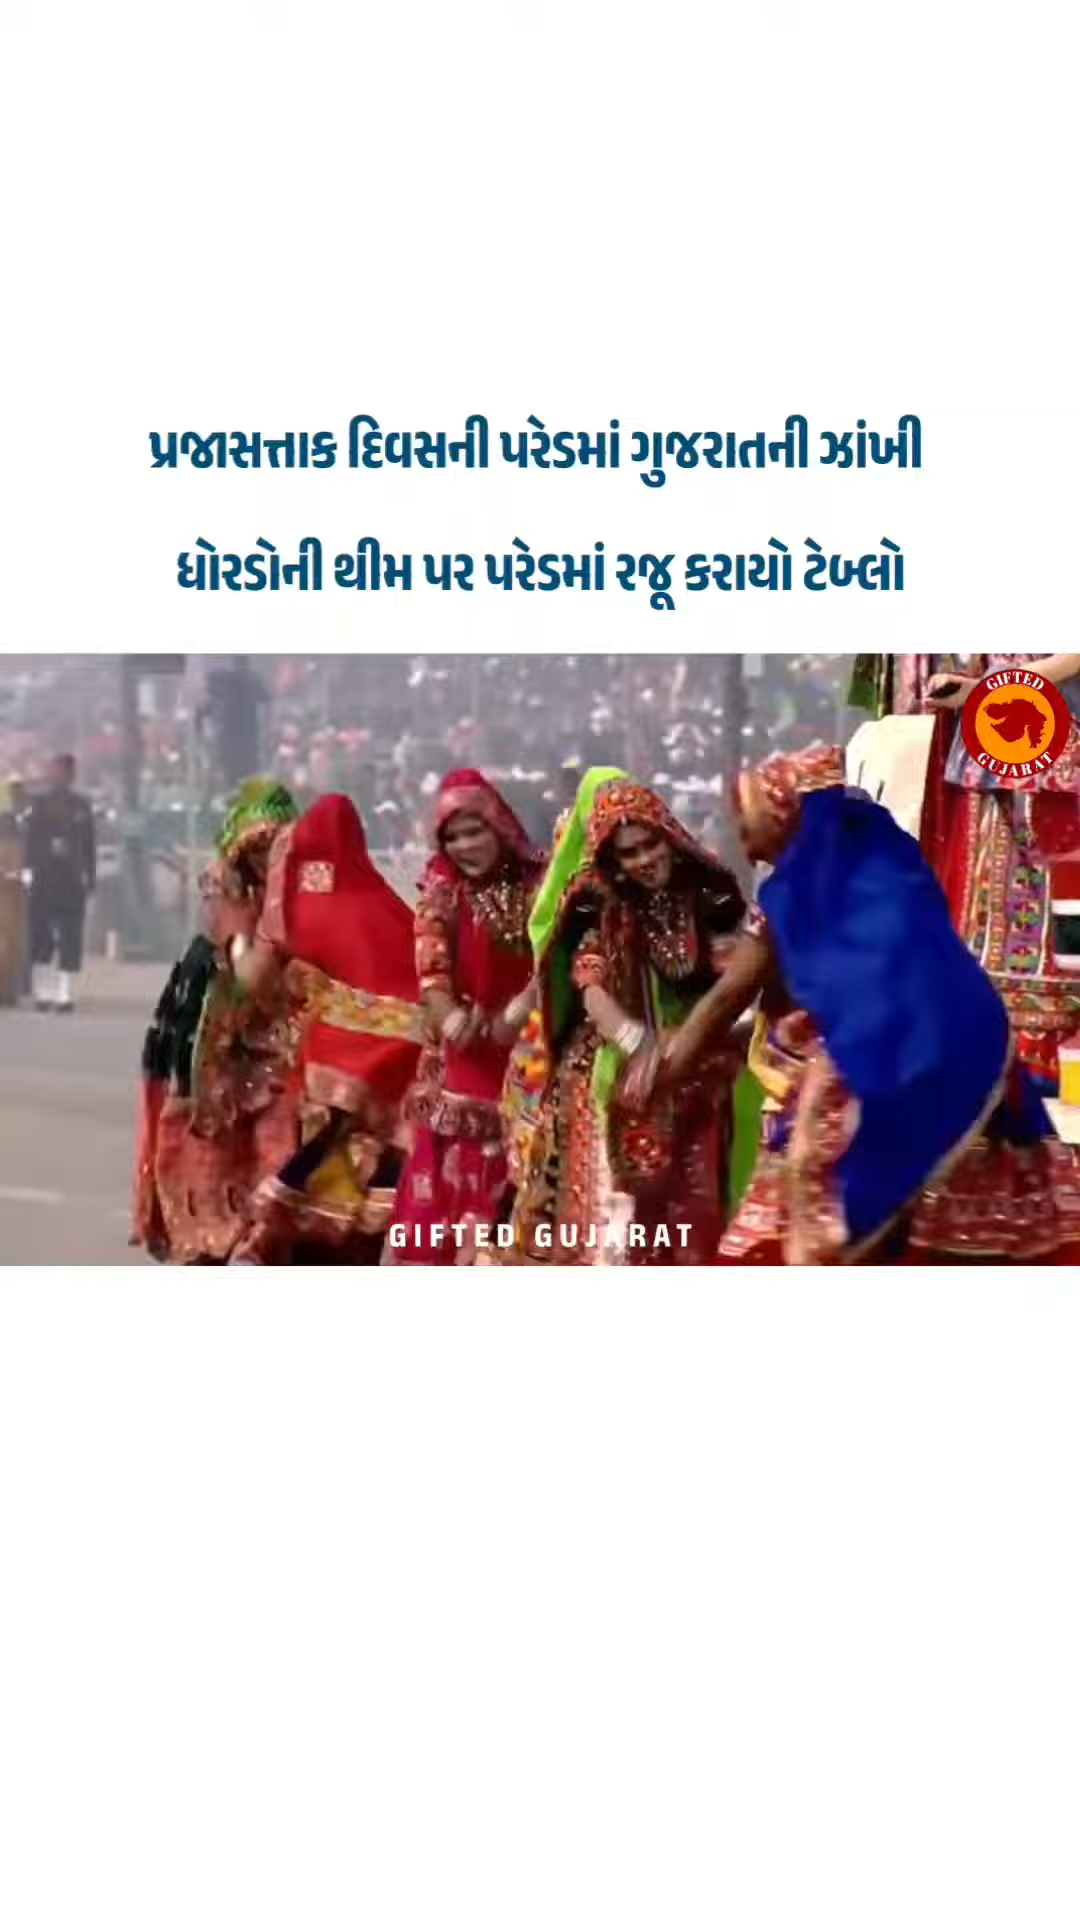 પ્રજાસત્તાક દિવસની પરેડમાં ગુજરાતની ઝાંખી
ધોરડોની થીમ પર પરેડમાં રજૂ કરાયો ટેબ્લો
GIFTED
GUJARAT
GIFTED GUJARAT